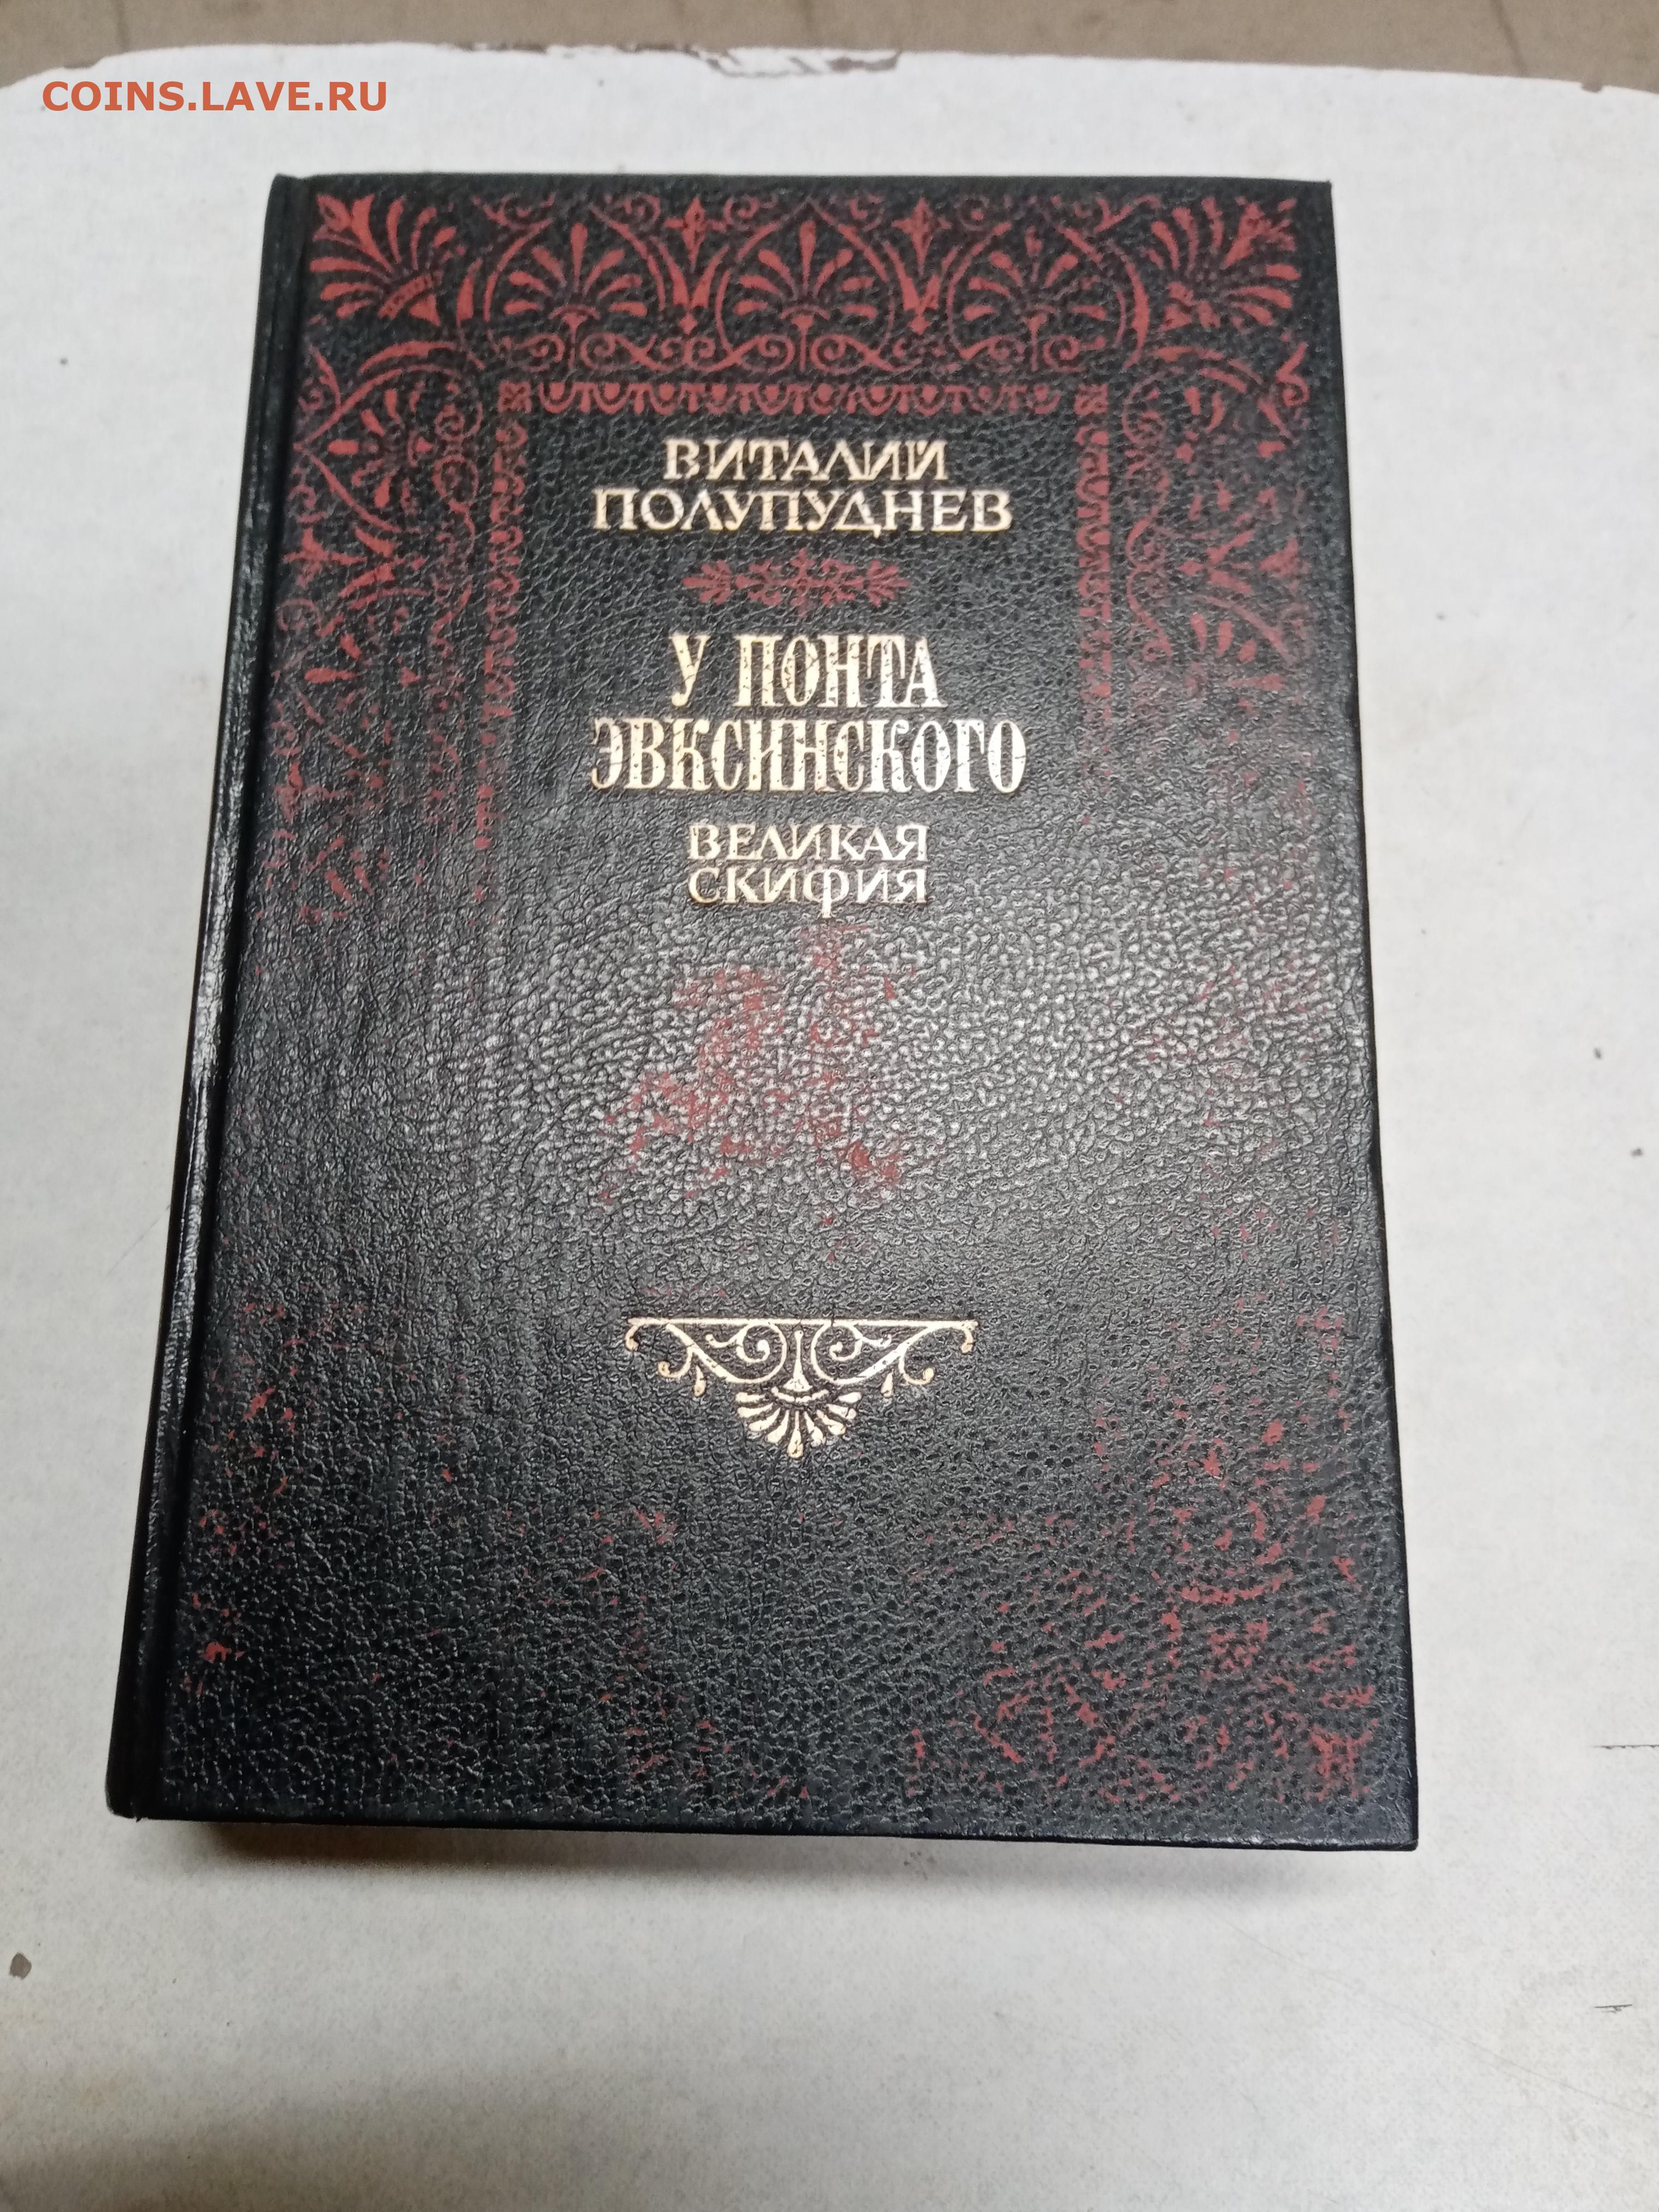 COINS.LAVE.RU
ВИТАЛИЙ
ПОЛУПУДНЕВ
У ПОНТА
ЭВКСИНСКОГО
ВЕЛИКАЯ
СКИФИЯ